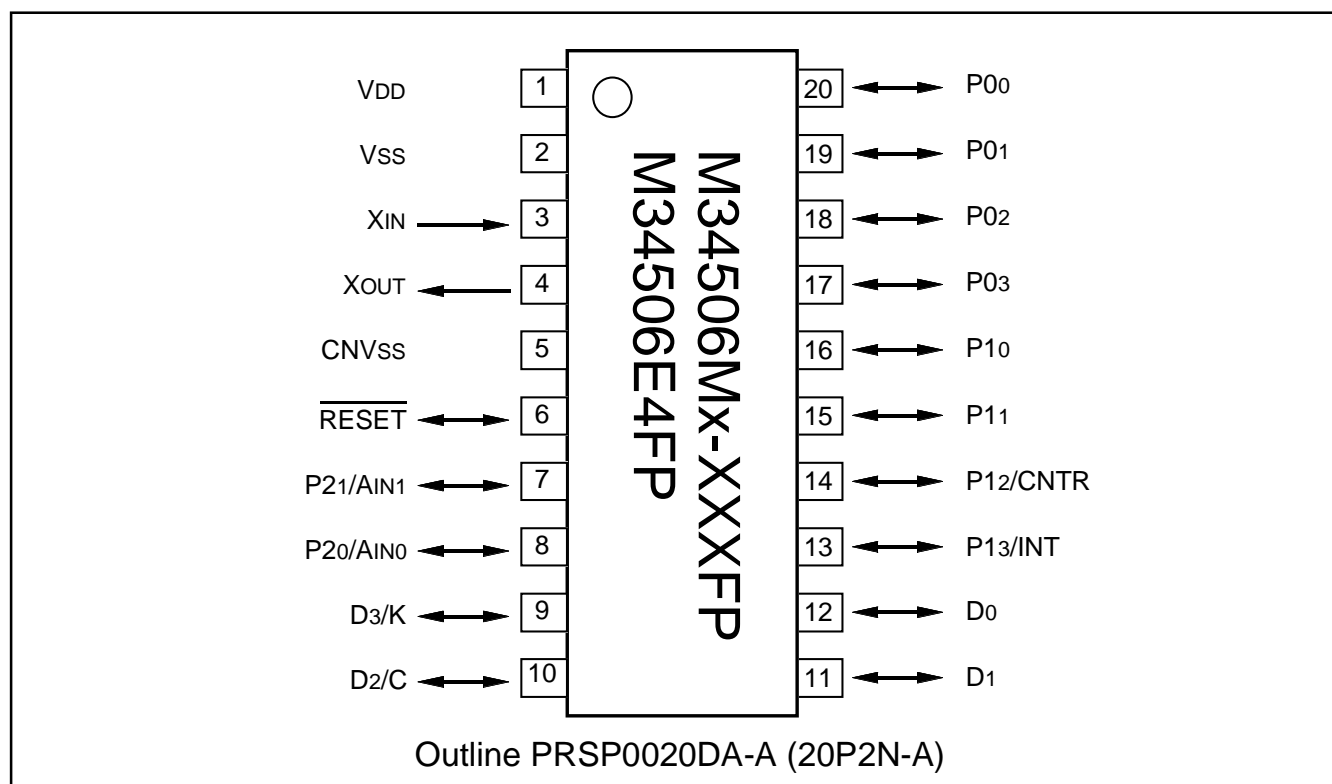 VDD 1 20 P00
VSS 2 19 P01
XIN 3 18 P02
XOUT 4 17 P03
CNVSS 5 16 P10
RESET 6 15 P11
P21/AIN1 7 14 P12/CNTR
P20/AIN0 8 13 P13/INT
D3/K 9 12 D0
D2/C 10 11 D1
M34506Mx-XXXFP
M34506E4FP
Outline PRSP0020DA-A (20P2N-A)